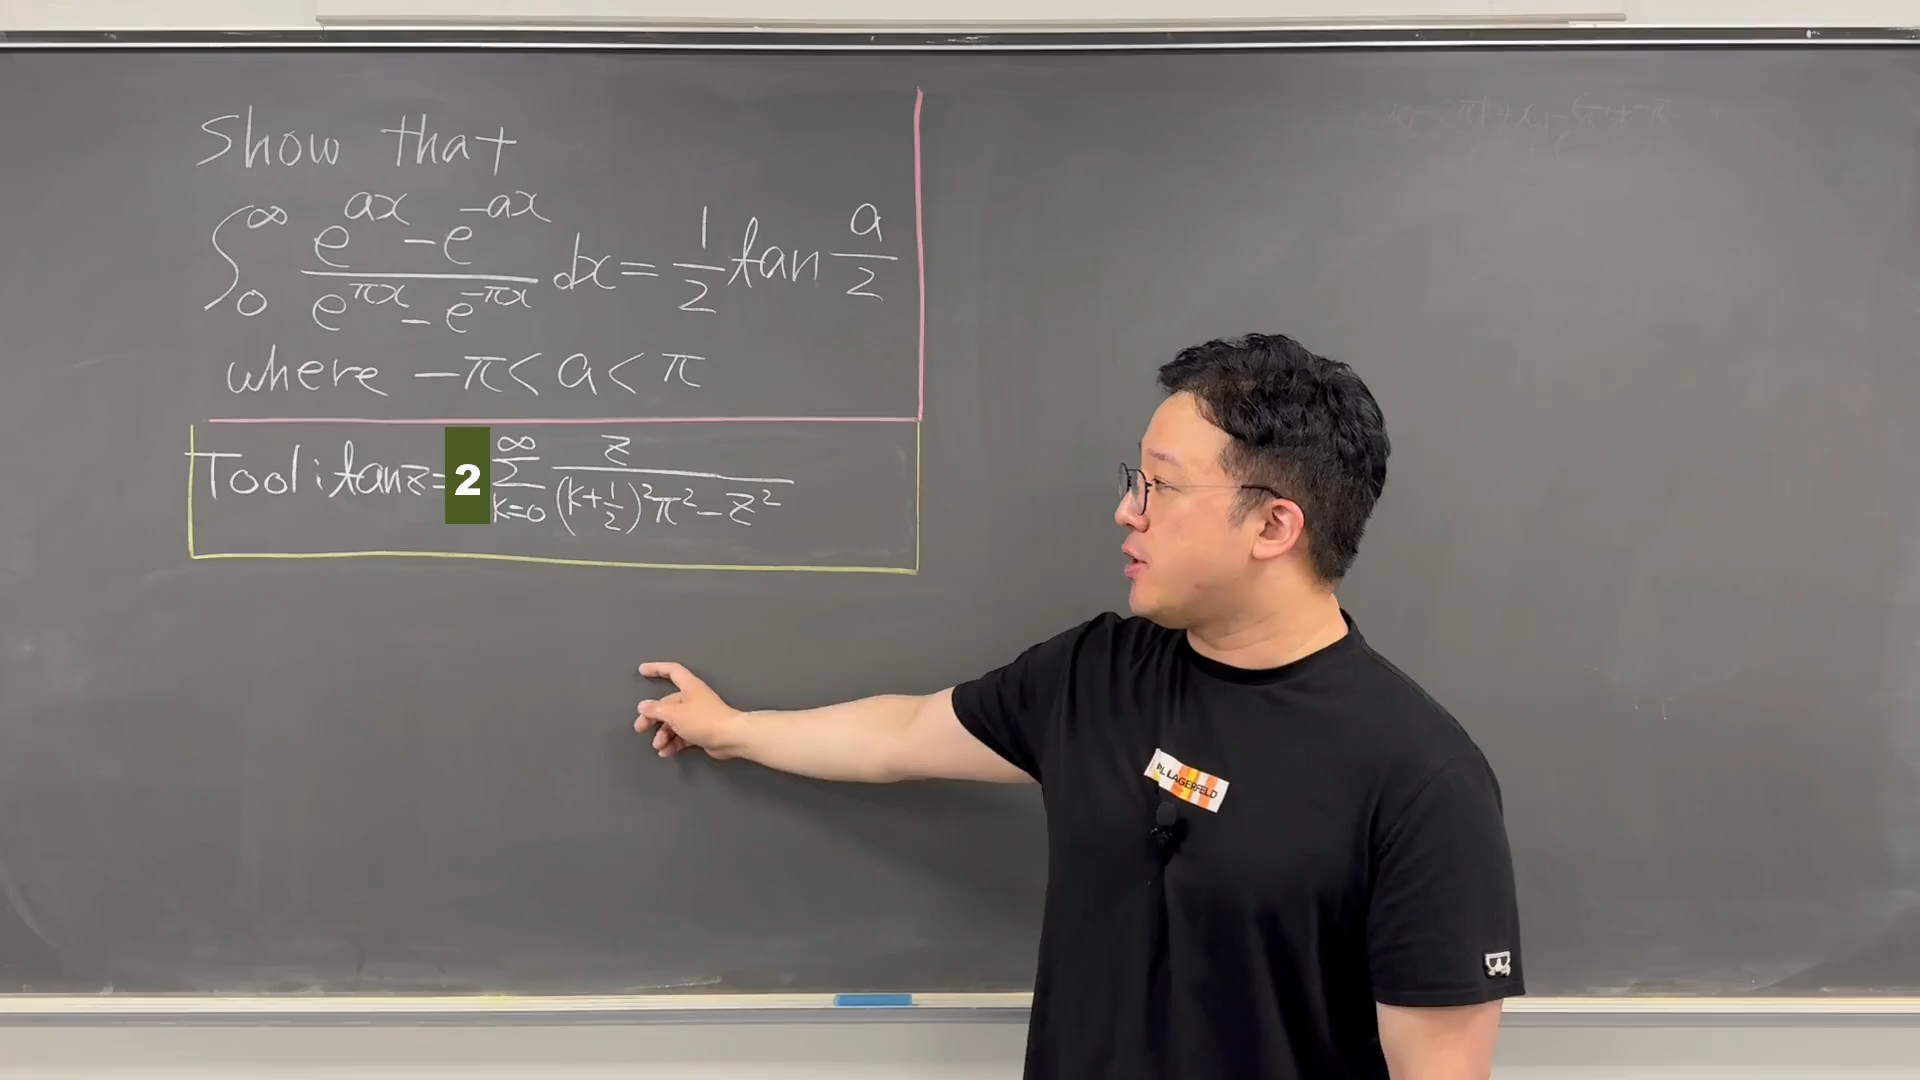 Show that
∫₀^∞ (e^{ax} - e^{-ax}) / (e^{πx} - e^{-πx}) dx = 1/2 tan a/2
where -π < a < π
Tool : tan z = 2 ∑_{k=0}^{∞} z / ((k+1/2)²π² - z²)
LAGERFELD